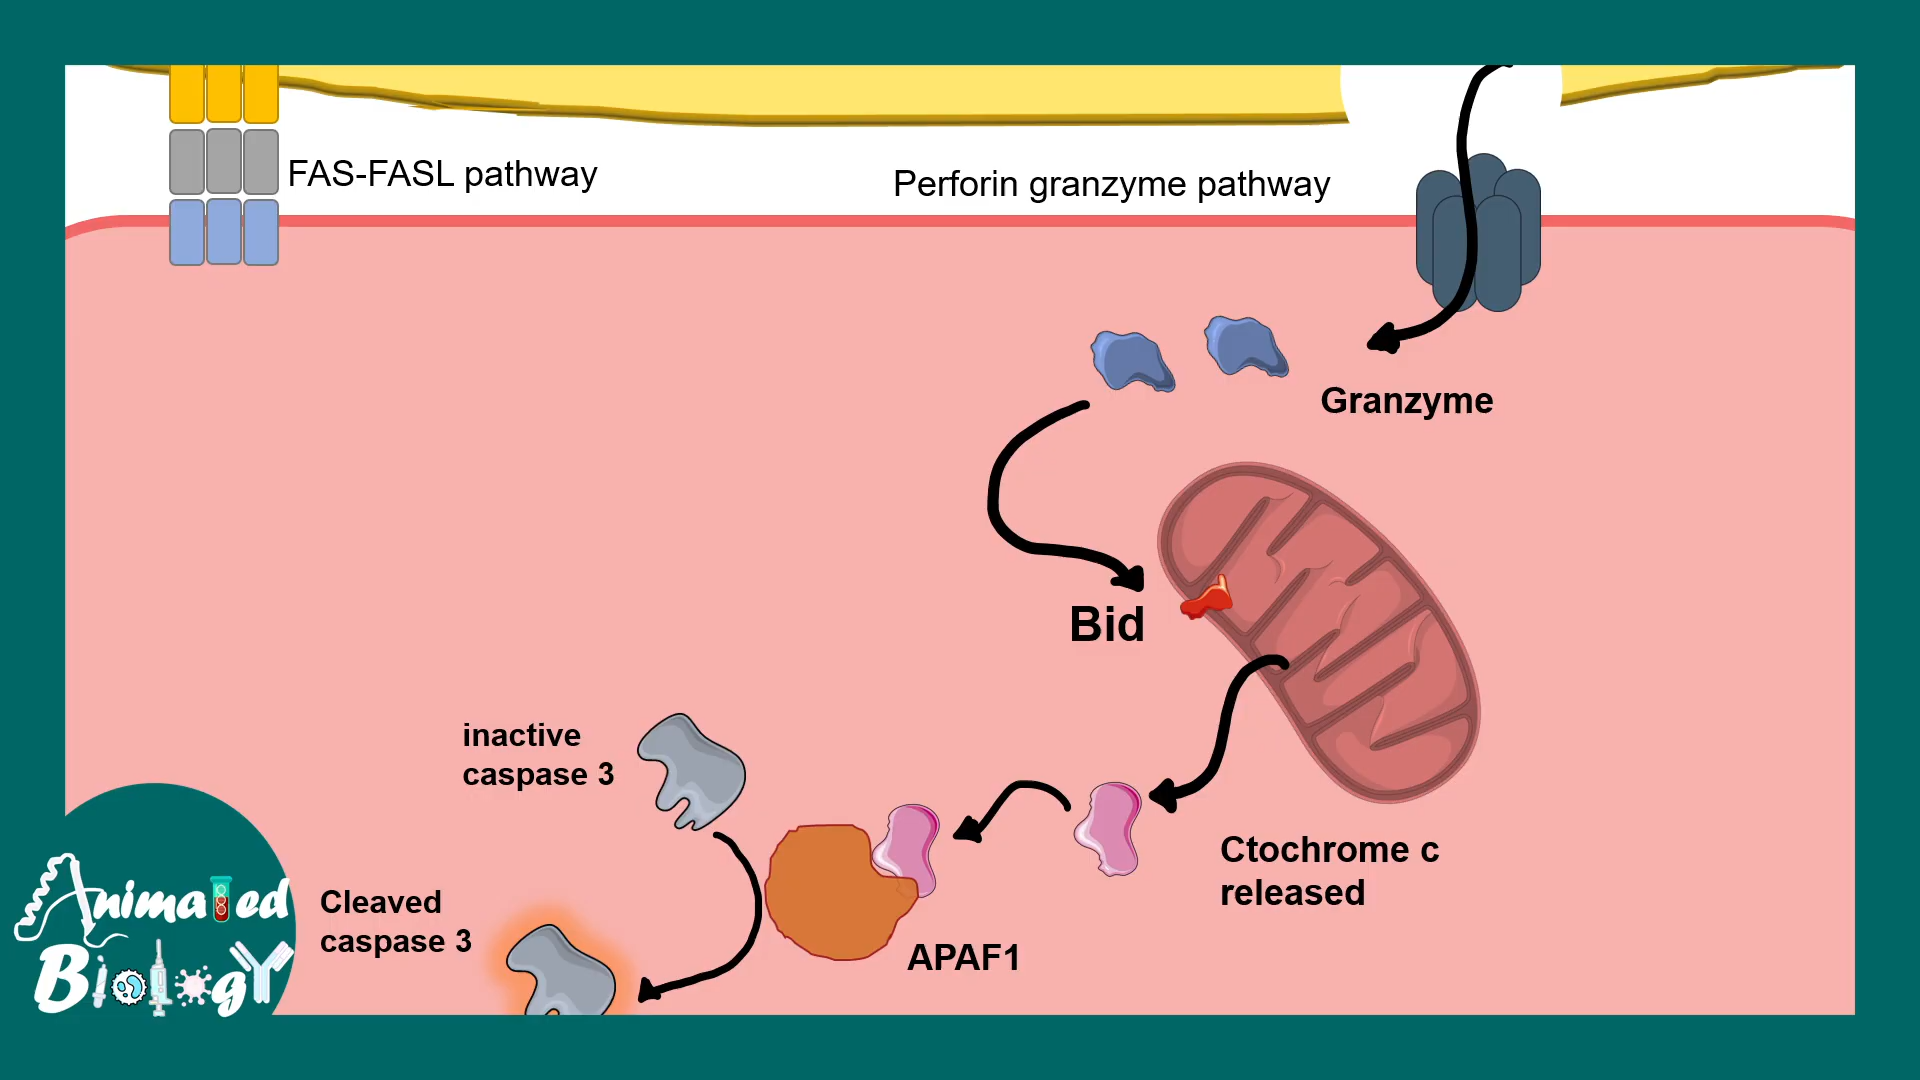 FAS-FASL pathway
Perforin granzyme pathway
Granzyme
Bid
inactive
caspase 3
Ctochrome c
released
Cleaved
caspase 3
APAF1
Animated
Biology